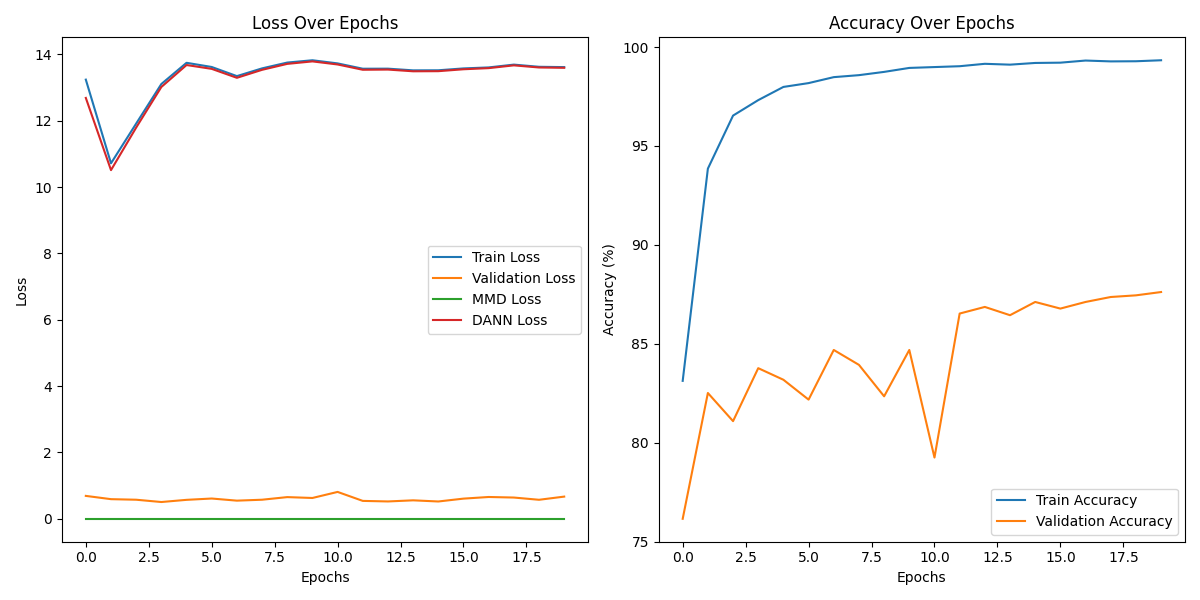 Loss Over Epochs
14
12
10
8
6
4
2
0
Loss
Train Loss
Validation Loss
MMD Loss
DANN Loss
0.0 2.5 5.0 7.5 10.0 12.5 15.0 17.5
Epochs
Accuracy Over Epochs
100
95
90
85
80
75
Accuracy (%)
Train Accuracy
Validation Accuracy
0.0 2.5 5.0 7.5 10.0 12.5 15.0 17.5
Epochs